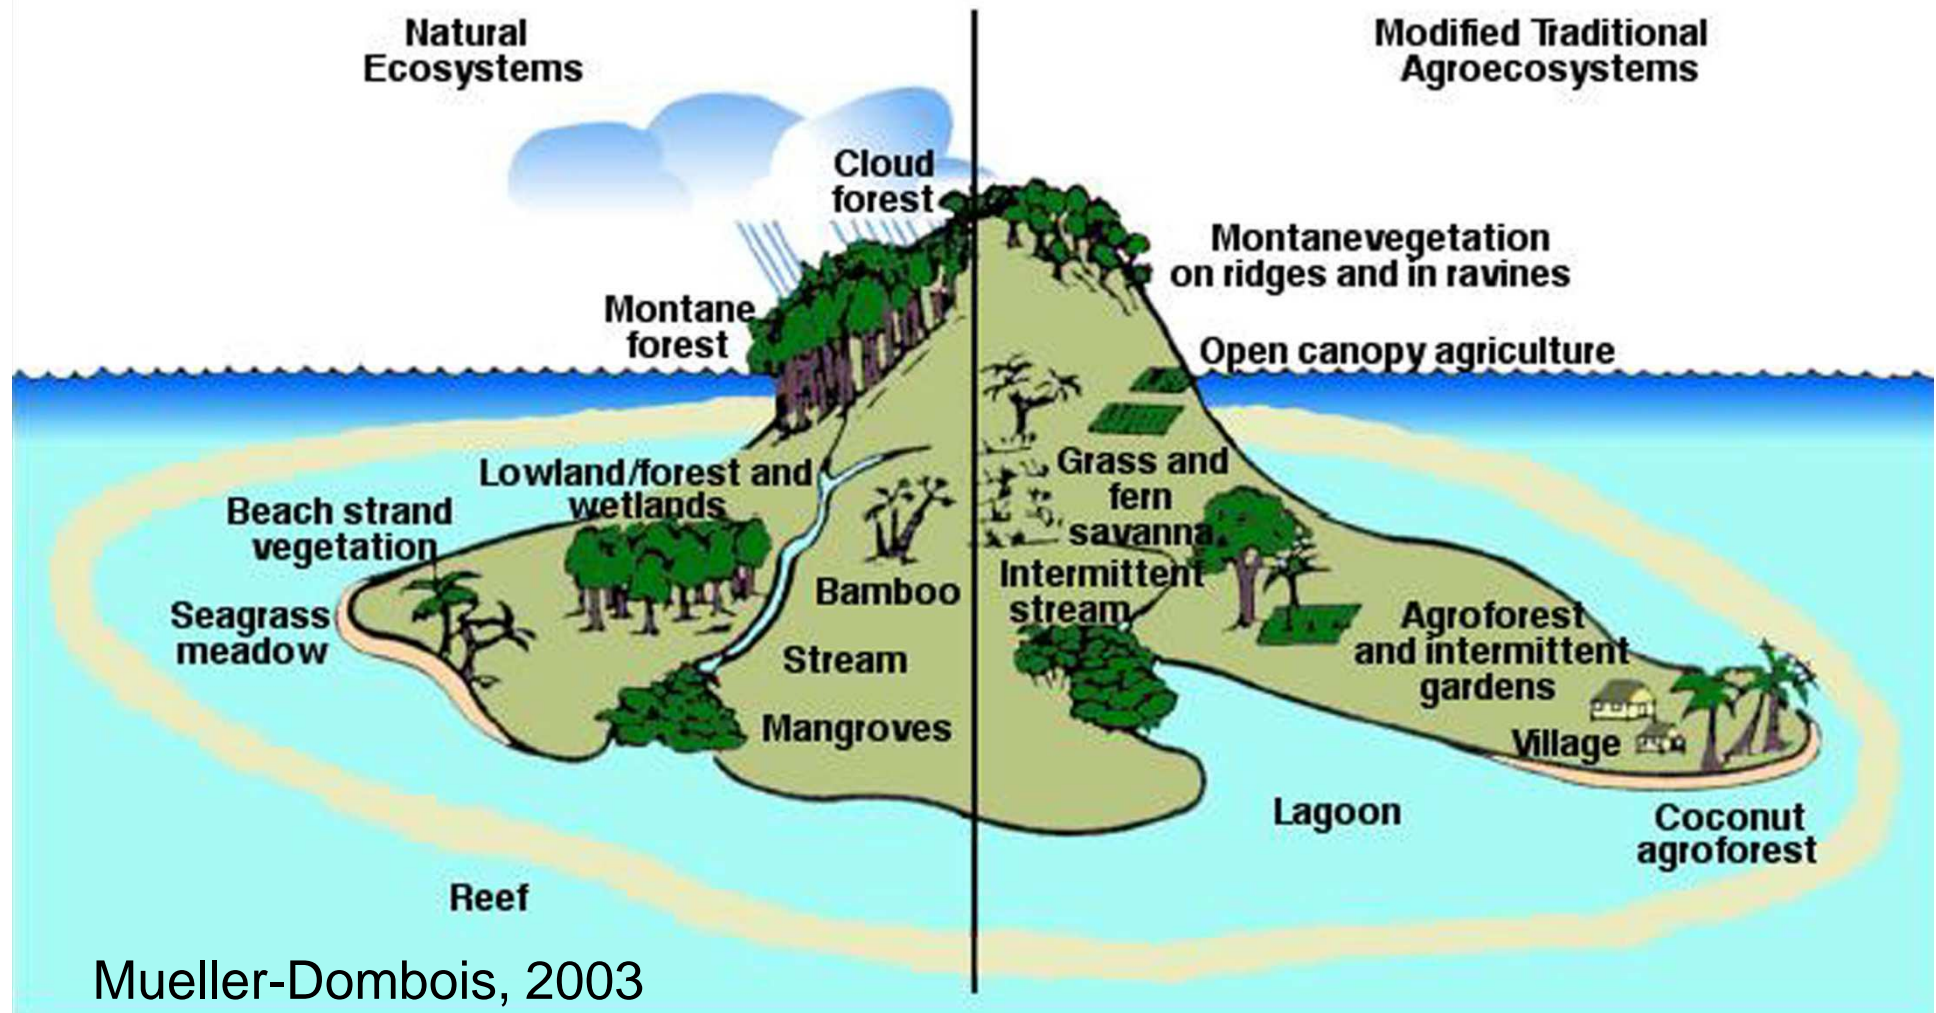 Natural
Ecosystems
Modified Traditional
Agroecosystems
Cloud
forest
Montanevegetation
on ridges and in ravines
Montane
forest
Open canopy agriculture
Lowland/forest and
wetlands
Grass and
fern
savanna
Beach strand
vegetation
Bamboo
Intermittent
stream
Seagrass
meadow
Agroforest
and intermittent
gardens
Stream
Mangroves
Village
Lagoon
Coconut
agroforest
Reef
Mueller-Dombois, 2003